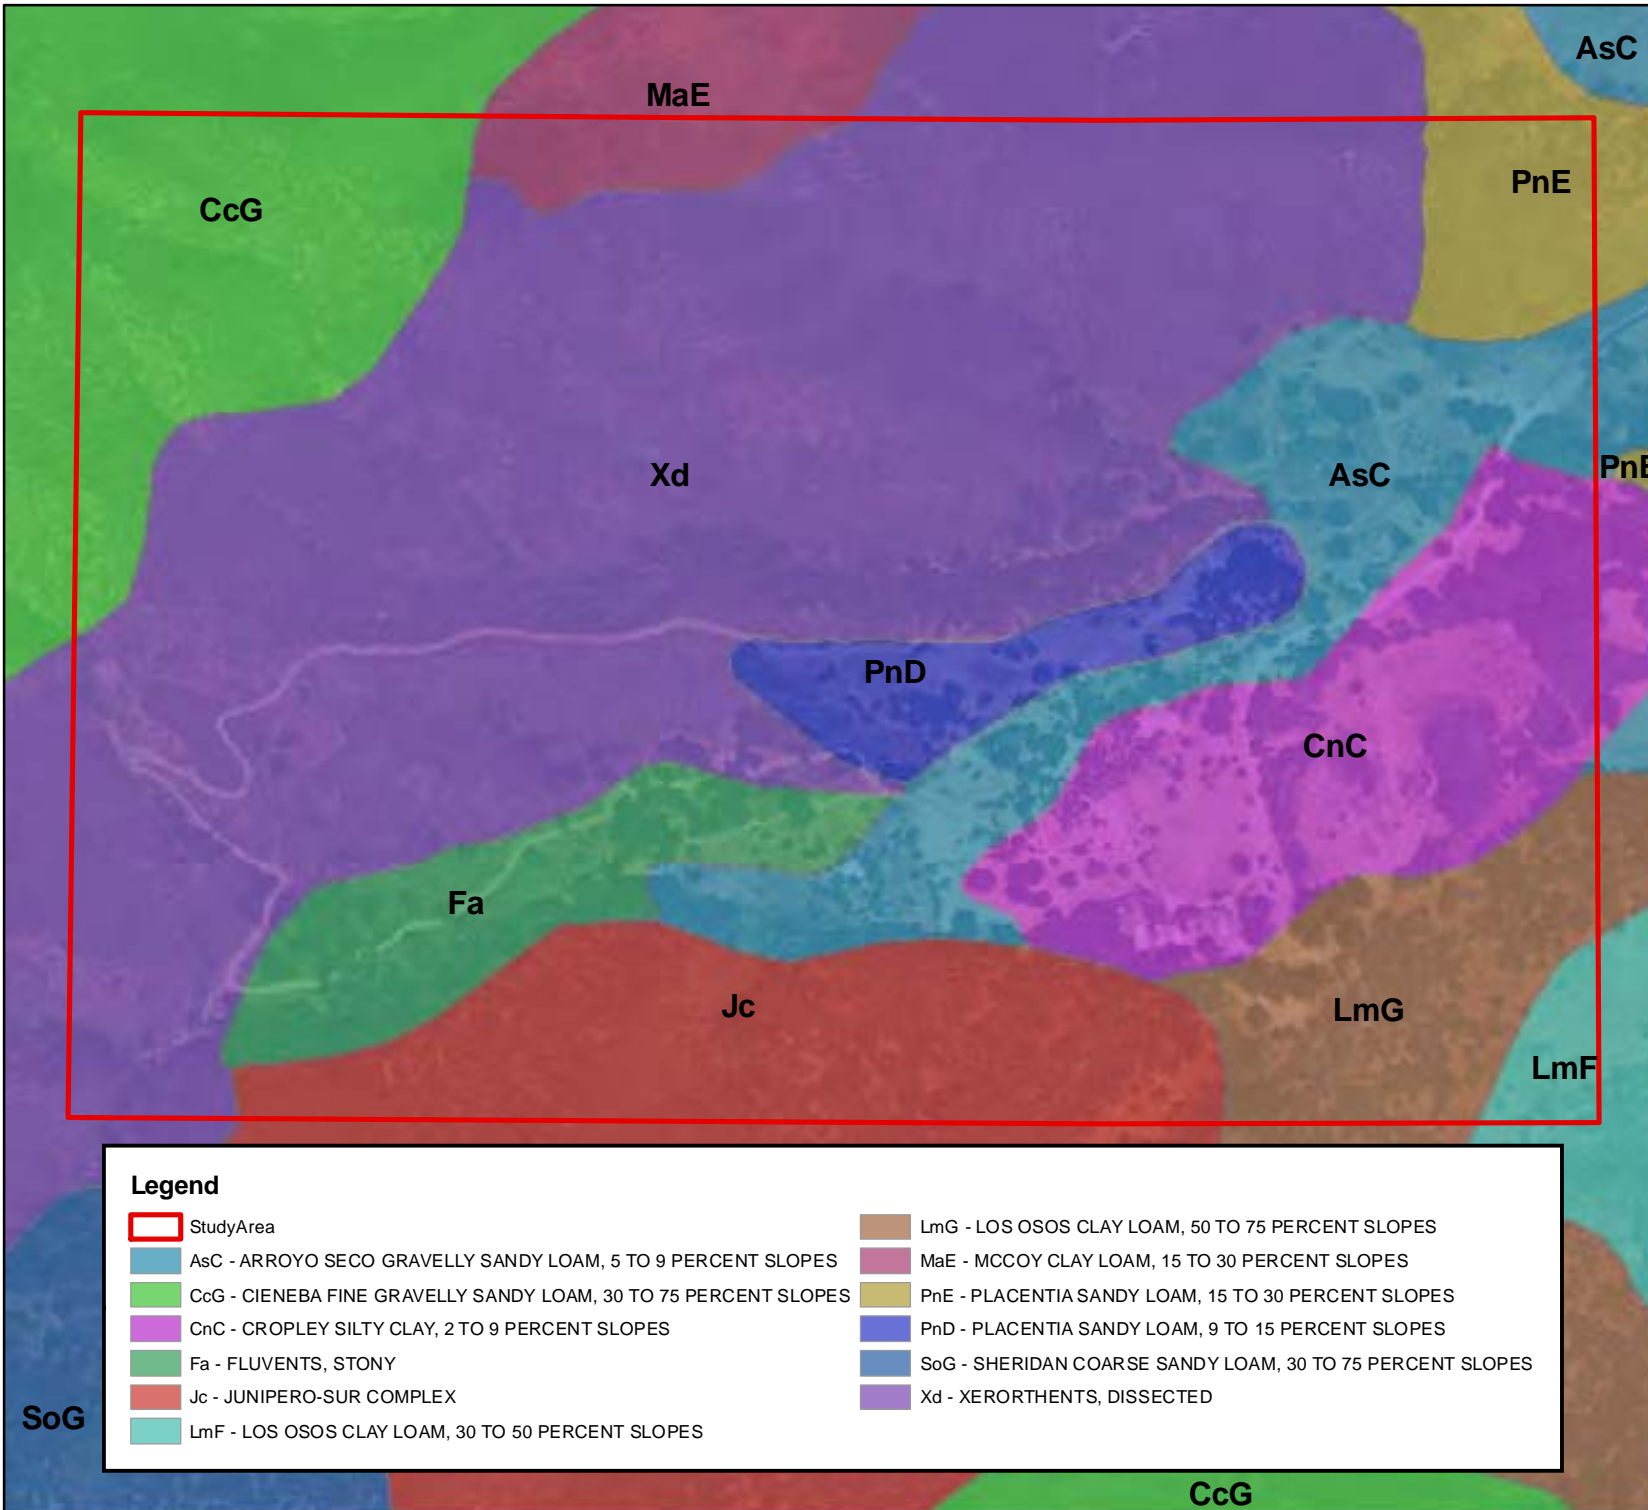 AsC
MaE
PnE
CcG
Xd
AsC
PnE
PnD
CnC
Fa
Jc
LmG
LmF
Legend
StudyArea
AsC - ARROYO SECO GRAVELLY SANDY LOAM, 5 TO 9 PERCENT SLOPES
CcG - CIENEBA FINE GRAVELLY SANDY LOAM, 30 TO 75 PERCENT SLOPES
CnC - CROPLEY SILTY CLAY, 2 TO 9 PERCENT SLOPES
Fa - FLUVENTS, STONY
Jc - JUNIPERO-SUR COMPLEX
LmF - LOS OSOS CLAY LOAM, 30 TO 50 PERCENT SLOPES
LmG - LOS OSOS CLAY LOAM, 50 TO 75 PERCENT SLOPES
MaE - MCCOY CLAY LOAM, 15 TO 30 PERCENT SLOPES
PnE - PLACENTIA SANDY LOAM, 15 TO 30 PERCENT SLOPES
PnD - PLACENTIA SANDY LOAM, 9 TO 15 PERCENT SLOPES
SoG - SHERIDAN COARSE SANDY LOAM, 30 TO 75 PERCENT SLOPES
Xd - XERORTHENTS, DISSECTED
SoG
CcG